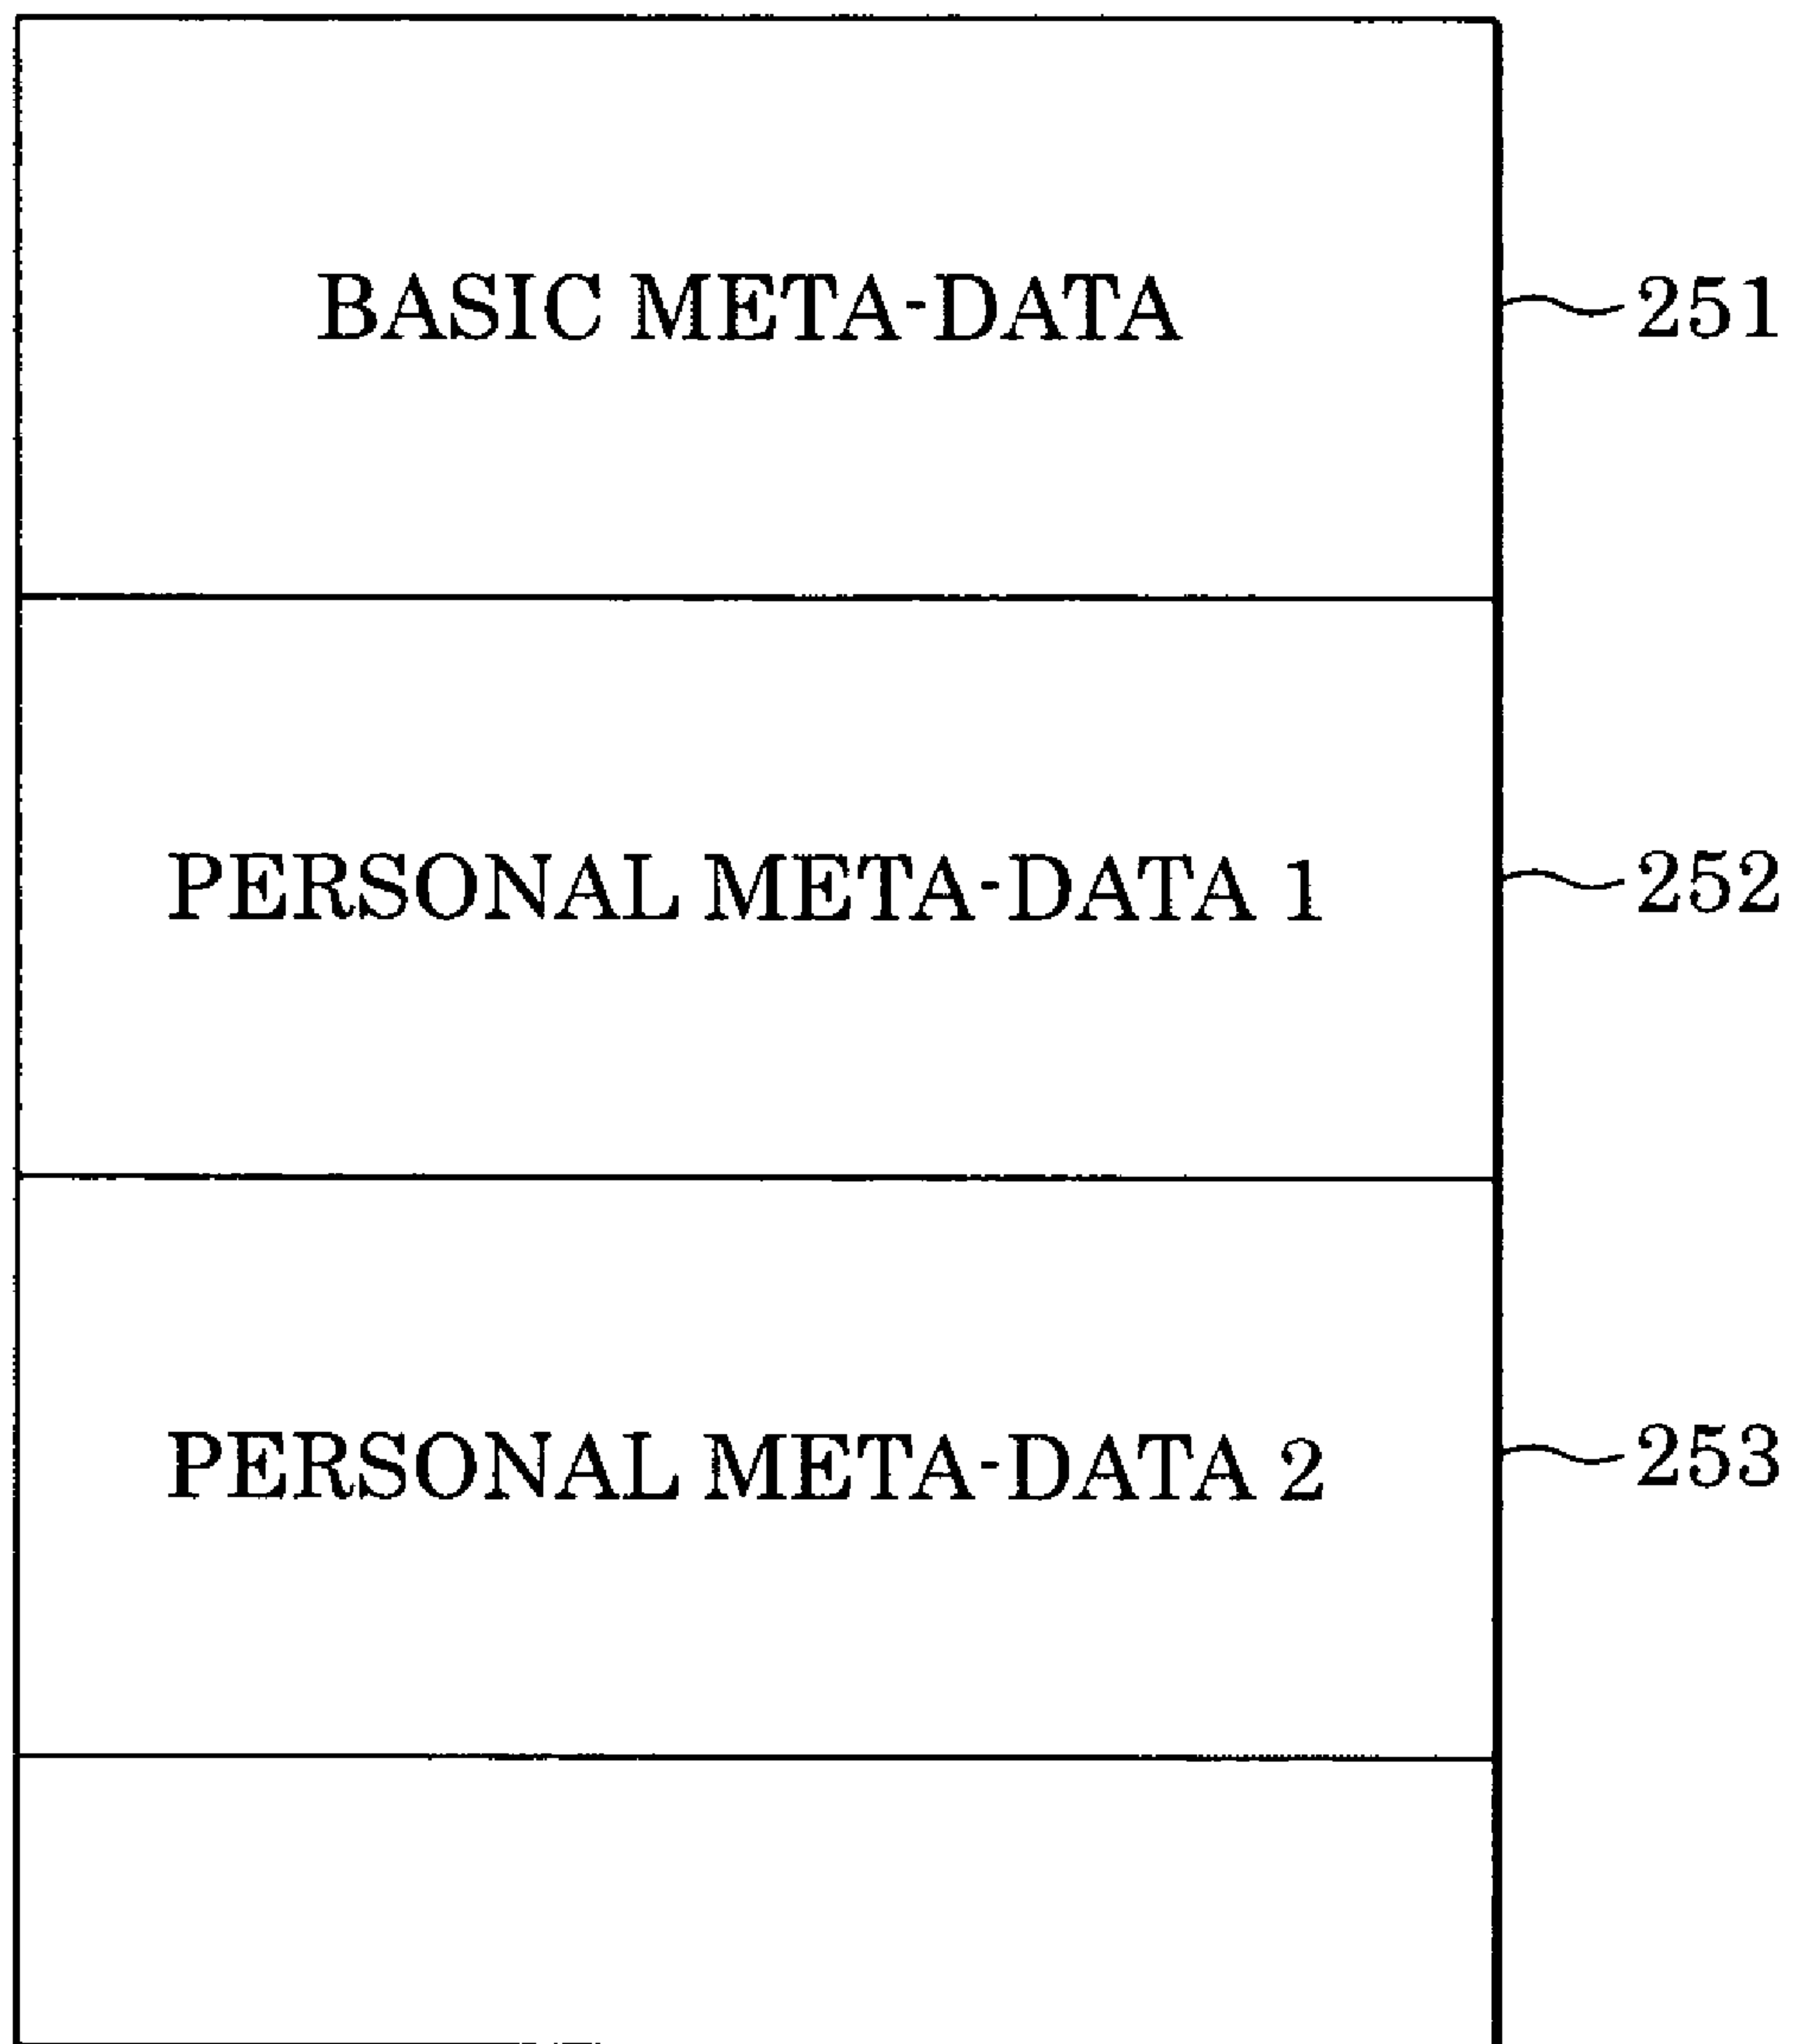 BASIC META-DATA 251
PERSONAL META-DATA 1 252
PERSONAL META-DATA 2 253